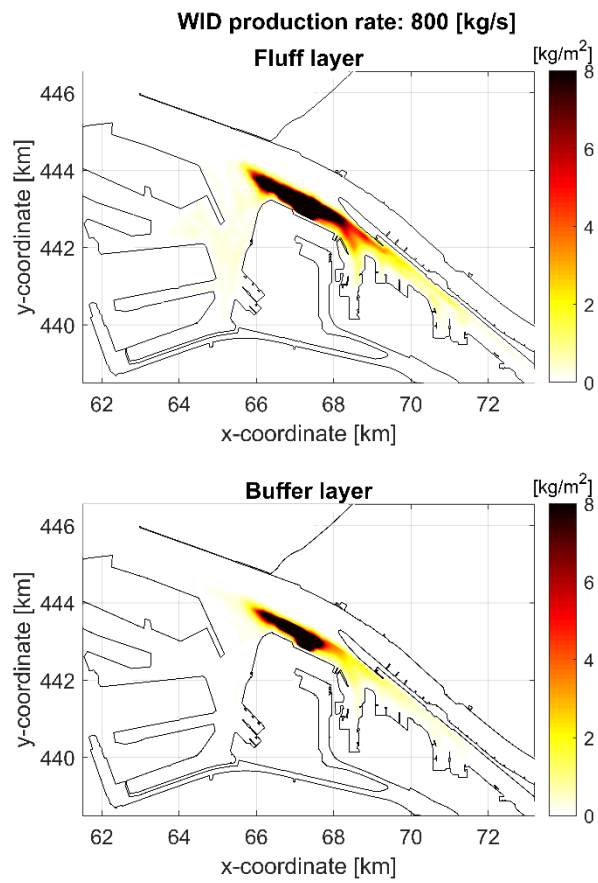 WID production rate: 800 [kg/s]
Fluff layer
[kg/m²]
446
444
442
440
62 64 66 68 70 72
x-coordinate [km]
y-coordinate [km]
8
6
4
2
0
Buffer layer
[kg/m²]
446
444
442
440
62 64 66 68 70 72
x-coordinate [km]
y-coordinate [km]
8
6
4
2
0